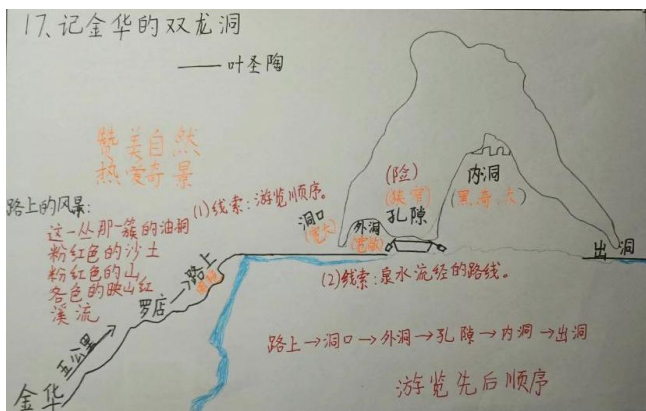 17、记金华的双龙洞
——叶圣陶
赞美自然
热爱奇景
路上的风景:
这一丛那一簇的油桐
粉红色的沙土
粉红色的山
各色的映山红
溪流
(1)线索:游览顺序。
金华
五公里
罗店
路上
洞口
(宽大)
外洞
(宽敞)
(险)
(狭窄)
孔隙
内洞
(黑、奇、大)
出洞
(2)线索:泉水流经的路线。
路上→洞口→外洞→孔隙→内洞→出洞
游览先后顺序